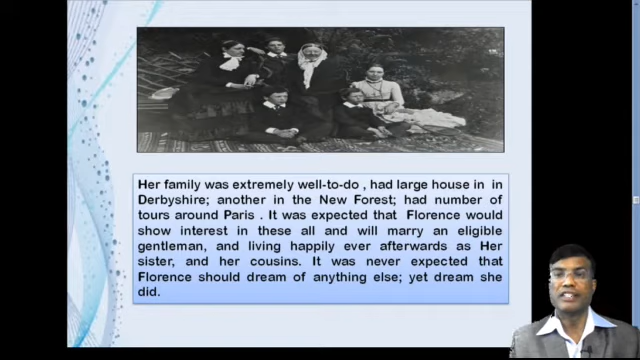 Her family was extremely well-to-do , had large house in in
Derbyshire; another in the New Forest; had number of
tours around Paris . It was expected that Florence would
show interest in these all and will marry an eligible
gentleman, and living happily ever afterwards as Her
sister, and her cousins. It was never expected that
Florence should dream of anything else; yet dream she
did.